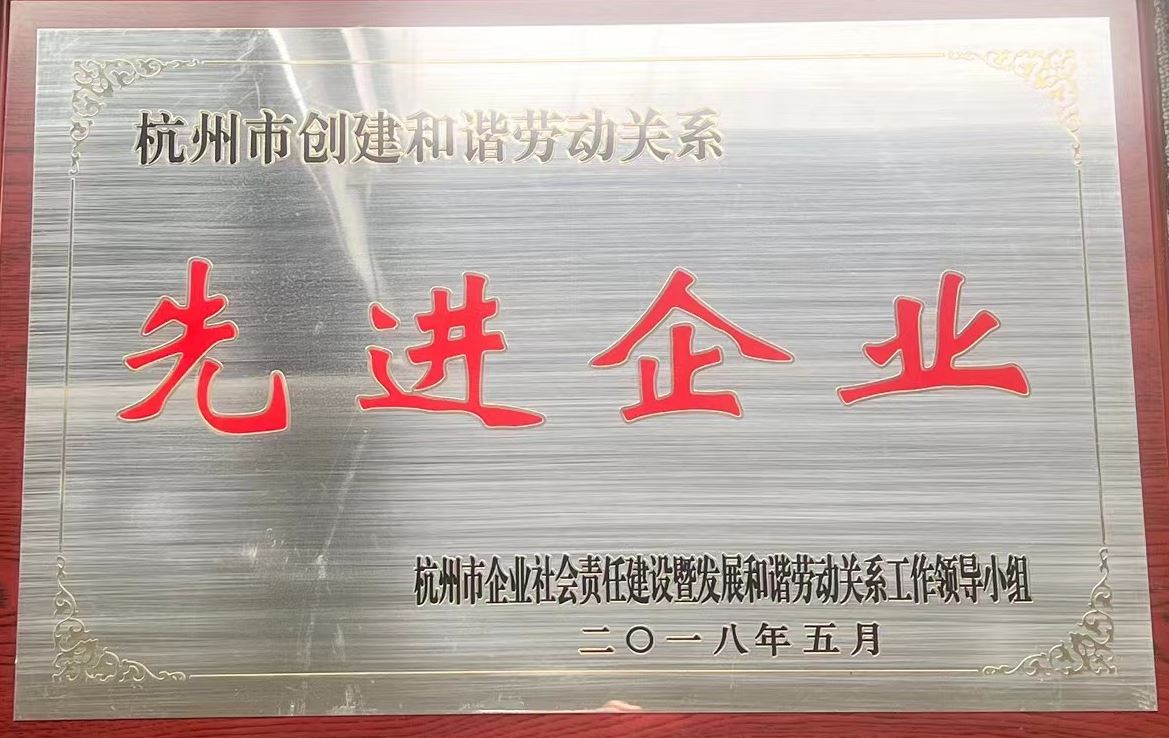 杭州市创建和谐劳动关系
先进企业
杭州市企业社会责任建设暨发展和谐劳动关系工作领导小组
二〇一八年五月